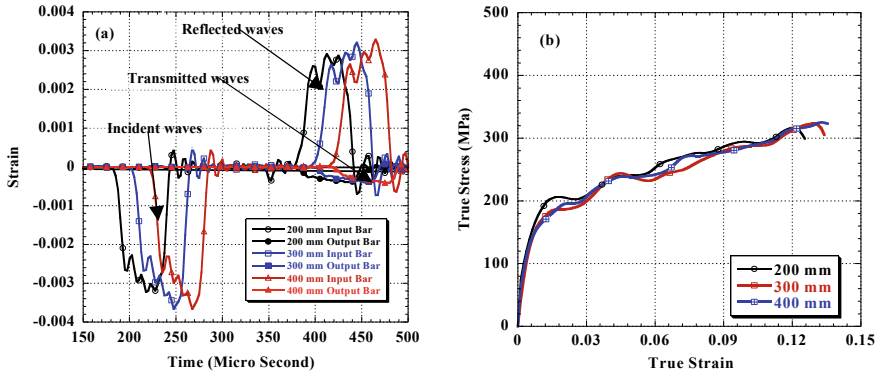 (a)
Reflected waves
Transmitted waves
Incident waves
0.004
0.003
0.002
0.001
0
-0.001
-0.002
-0.003
-0.004
Strain
200 mm Input Bar
200 mm Output Bar
300 mm Input Bar
300 mm Output Bar
400 mm Input Bar
400 mm Output Bar
150 200 250 300 350 400 450 500
Time (Micro Second)
(b)
500
400
300
200
100
0
True Stress (MPa)
200 mm
300 mm
400 mm
0 0.03 0.06 0.09 0.12 0.15
True Strain